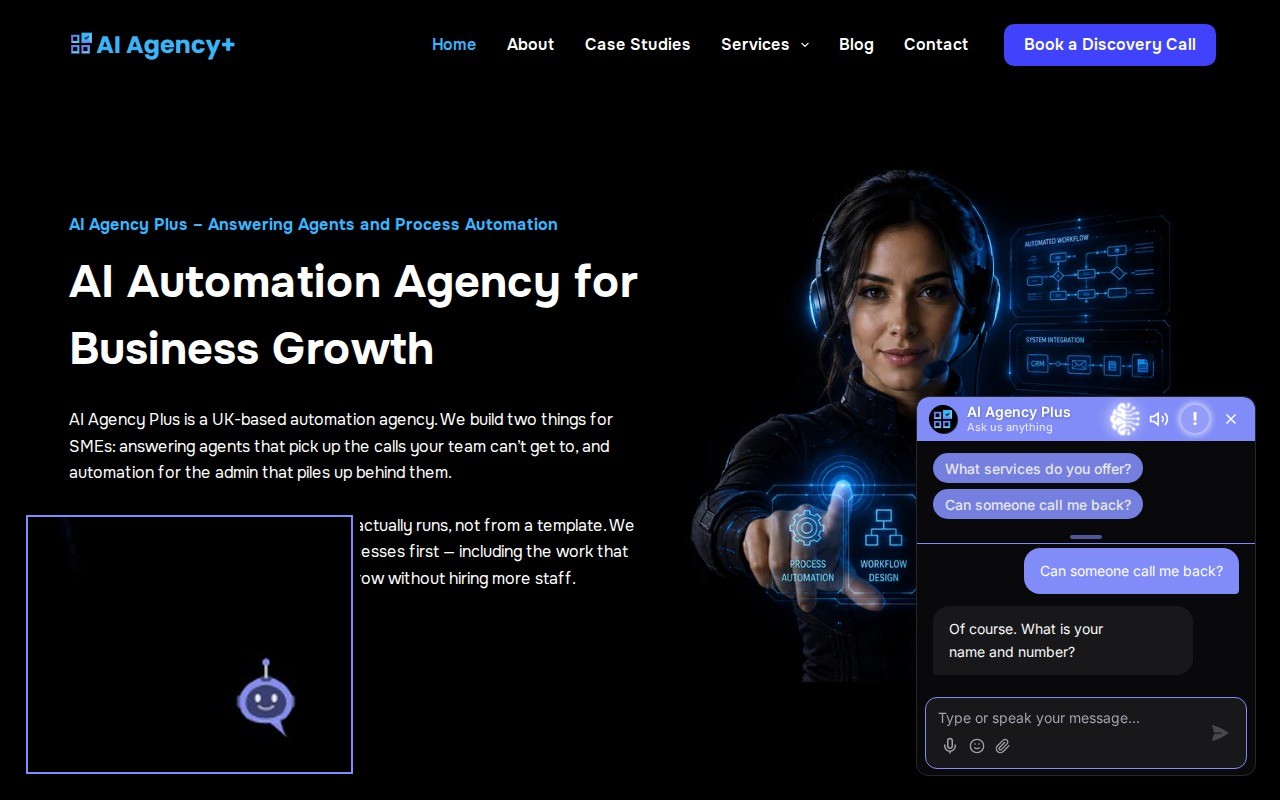 AI Agency+
Home About Case Studies Services Blog Contact Book a Discovery Call
AI Agency Plus – Answering Agents and Process Automation
AI Automation Agency for
Business Growth
AI Agency Plus is a UK-based automation agency. We build two things for
SMEs: answering agents that pick up the calls your team can't get to, and
automation for the admin that piles up behind them.
actually runs, not from a template. We
esses first – including the work that
ow without hiring more staff.
AUTOMATED WORKFLOW
SYSTEM INTEGRATION
CRM
PROCESS
AUTOMATION
WORKFLOW
DESIGN
AI Agency Plus
Ask us anything
What services do you offer?
Can someone call me back?
Can someone call me back?
Of course. What is your
name and number?
Type or speak your message...